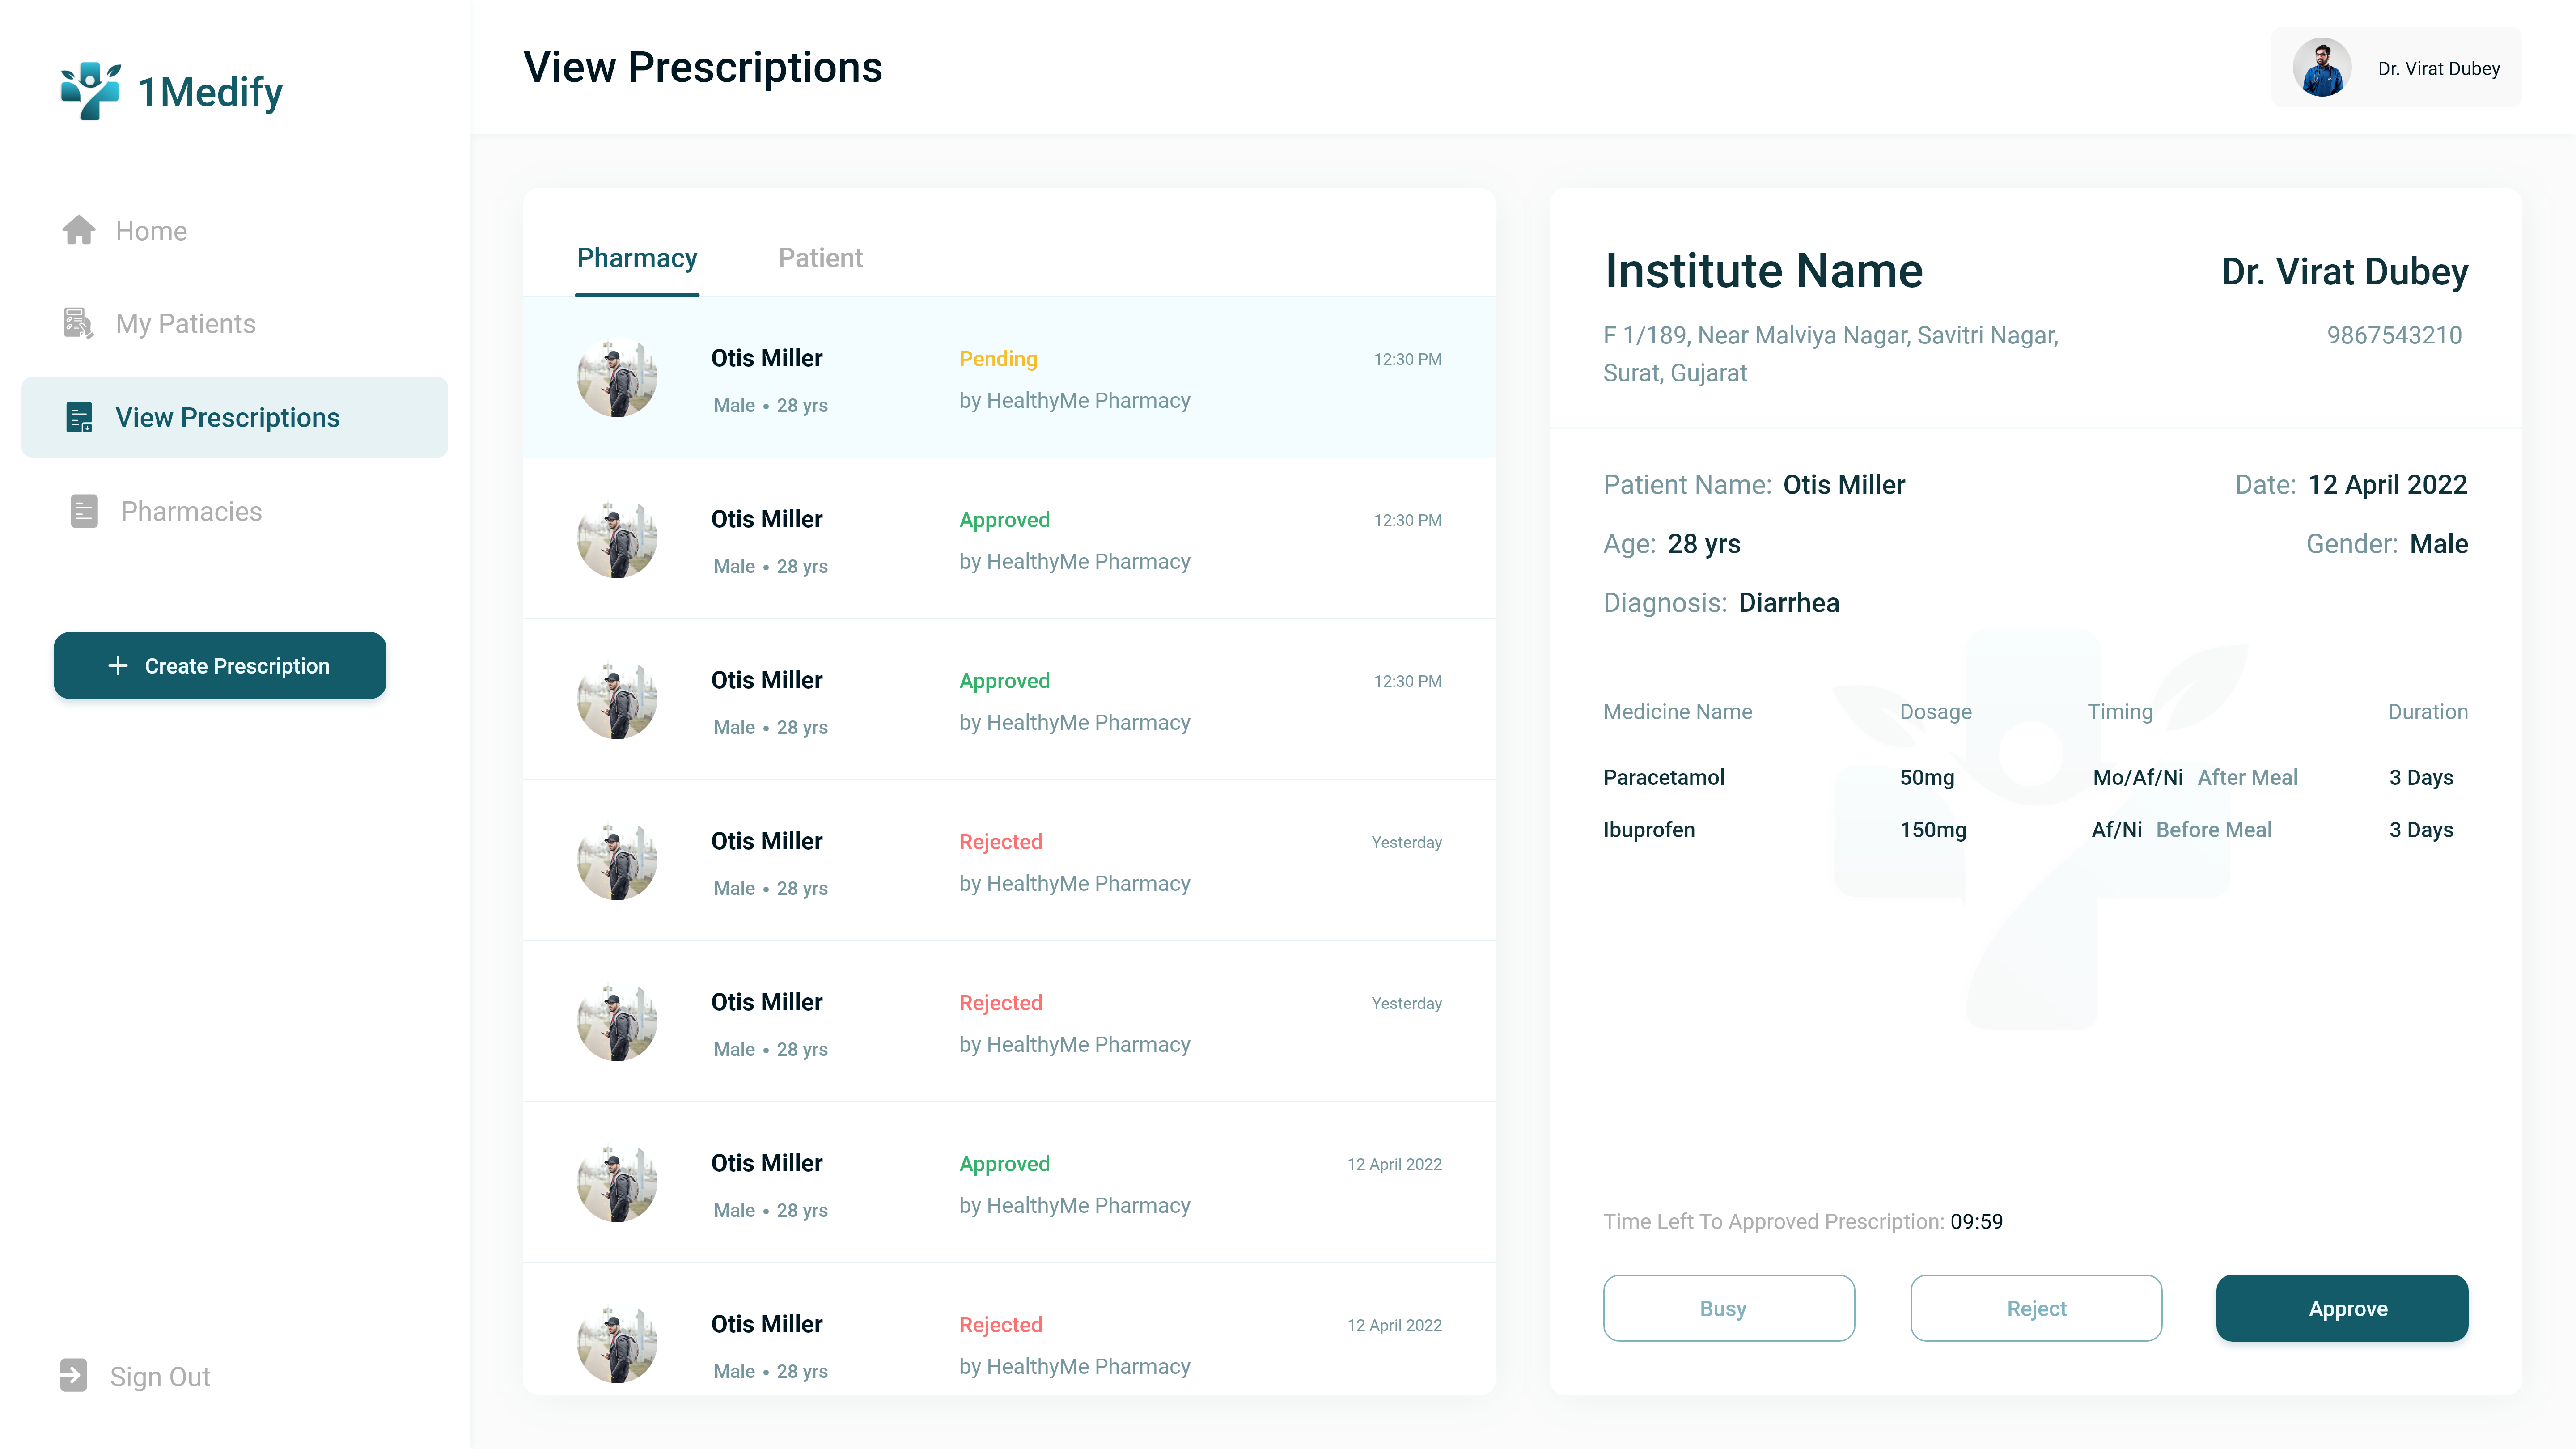 1Medify
Home
My Patients
View Prescriptions
Pharmacies
Create Prescription
Sign Out
View Prescriptions
Dr. Virat Dubey
Pharmacy Patient
Otis Miller Pending 12:30 PM
Male • 28 yrs by HealthyMe Pharmacy
Otis Miller Approved 12:30 PM
Male • 28 yrs by HealthyMe Pharmacy
Otis Miller Approved 12:30 PM
Male • 28 yrs by HealthyMe Pharmacy
Otis Miller Rejected Yesterday
Male • 28 yrs by HealthyMe Pharmacy
Otis Miller Rejected Yesterday
Male • 28 yrs by HealthyMe Pharmacy
Otis Miller Approved 12 April 2022
Male • 28 yrs by HealthyMe Pharmacy
Otis Miller Rejected 12 April 2022
Male • 28 yrs by HealthyMe Pharmacy
Institute Name Dr. Virat Dubey
F 1/189, Near Malviya Nagar, Savitri Nagar, 9867543210
Surat, Gujarat
Patient Name: Otis Miller Date: 12 April 2022
Age: 28 yrs Gender: Male
Diagnosis: Diarrhea
Medicine Name Dosage Timing Duration
Paracetamol 50mg Mo/Af/Ni After Meal 3 Days
Ibuprofen 150mg Af/Ni Before Meal 3 Days
Time Left To Approved Prescription: 09:59
Busy Reject Approve